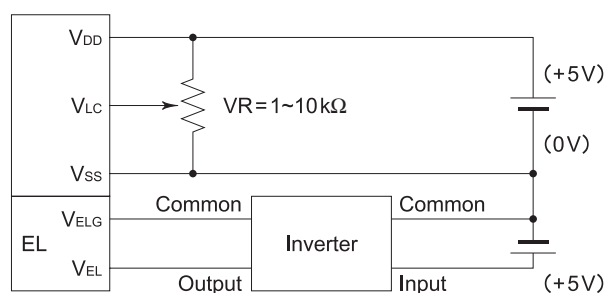 VDD
(+5V)
VLC
VR=1~10kΩ
(0V)
VSS
VELG
Common
Common
EL
Inverter
VEL
Output
Input
(+5V)